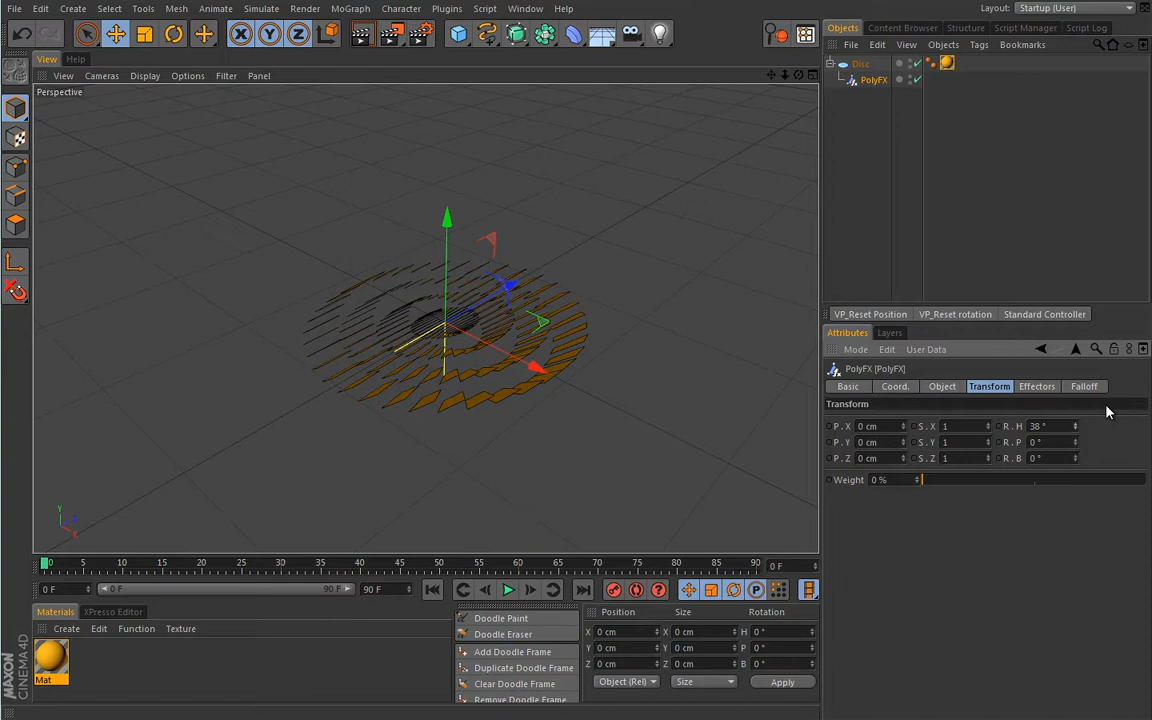 File Edit Create Select Tools Mesh Animate Simulate Render MoGraph Character Plugins Script Window Help Layout: Startup (User)
Objects Content Browser Structure Script Manager Script Log
File Edit View Objects Tags Bookmarks
View Help
View Cameras Display Options Filter Panel
Perspective
Disc
PolyFX
X Y Z
VP_Reset Position VP_Reset rotation Standard Controller
Attributes Layers
Mode Edit User Data
PolyFX [PolyFX]
Basic Coord. Object Transform Effectors Falloff
Transform
P . X 0 cm S . X 1 R . H 38 °
P . Y 0 cm S . Y 1 R . P 0 °
P . Z 0 cm S . Z 1 R . B 0 °
Weight 0 %
Y
Z
X
0 5 10 15 20 25 30 35 40 45 50 55 60 65 70 75 80 85 90 0 F
0 F 0 F 90 F 90 F
Materials XPresso Editor
Create Edit Function Texture
Mat
Doodle Paint
Doodle Eraser
Add Doodle Frame
Duplicate Doodle Frame
Clear Doodle Frame
Remove Doodle Frame
Position Size Rotation
X 0 cm X 0 cm H 0 °
Y 0 cm Y 0 cm P 0 °
Z 0 cm Z 0 cm B 0 °
Object (Rel) Size Apply
MAXON
CINEMA 4D